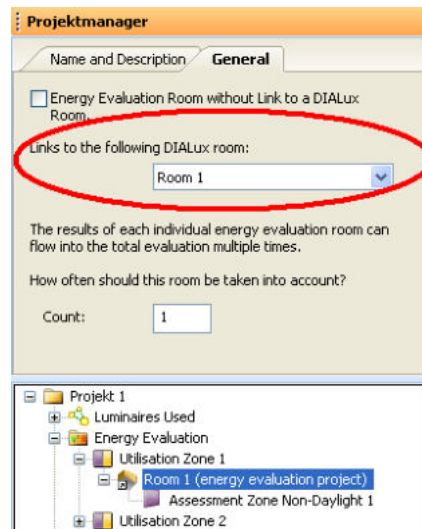 Projektmanager
Name and Description
General
Energy Evaluation Room without Link to a DIALux
Room.
Links to the following DIALux room:
Room 1
The results of each individual energy evaluation room can
flow into the total evaluation multiple times.
How often should this room be taken into account?
Count:
1
Projekt 1
Luminaires Used
Energy Evaluation
Utilisation Zone 1
Room 1 (energy evaluation project)
Assessment Zone Non-Daylight 1
Utilisation Zone 2